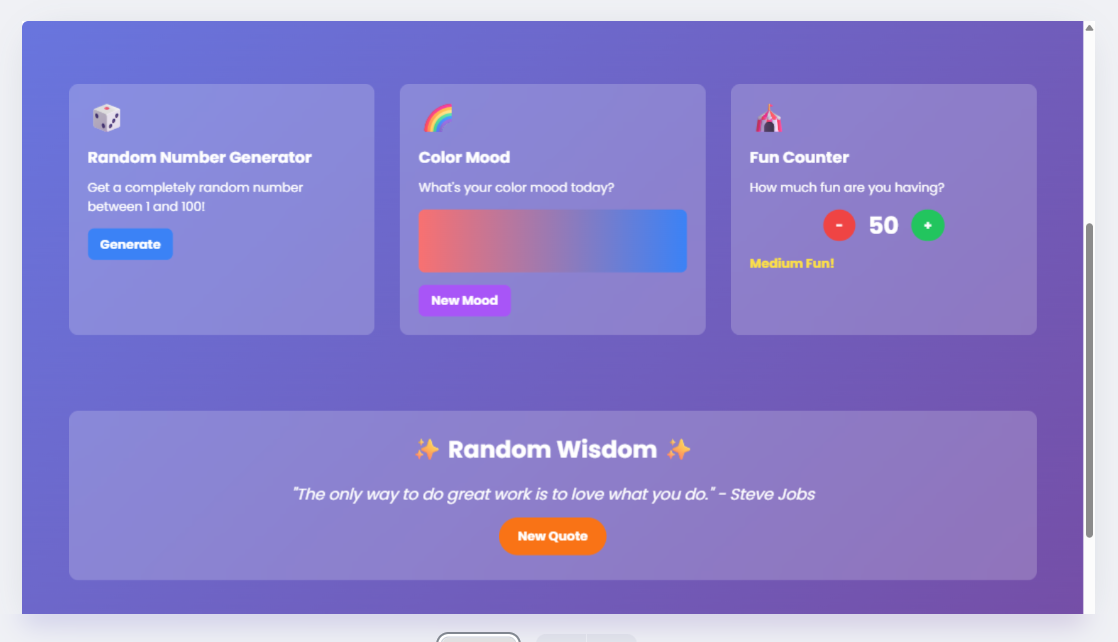 Random Number Generator
Get a completely random number
between 1 and 100!
Generate
Color Mood
What's your color mood today?
New Mood
Fun Counter
How much fun are you having?
- 50 +
Medium Fun!
✨ Random Wisdom ✨
"The only way to do great work is to love what you do." - Steve Jobs
New Quote